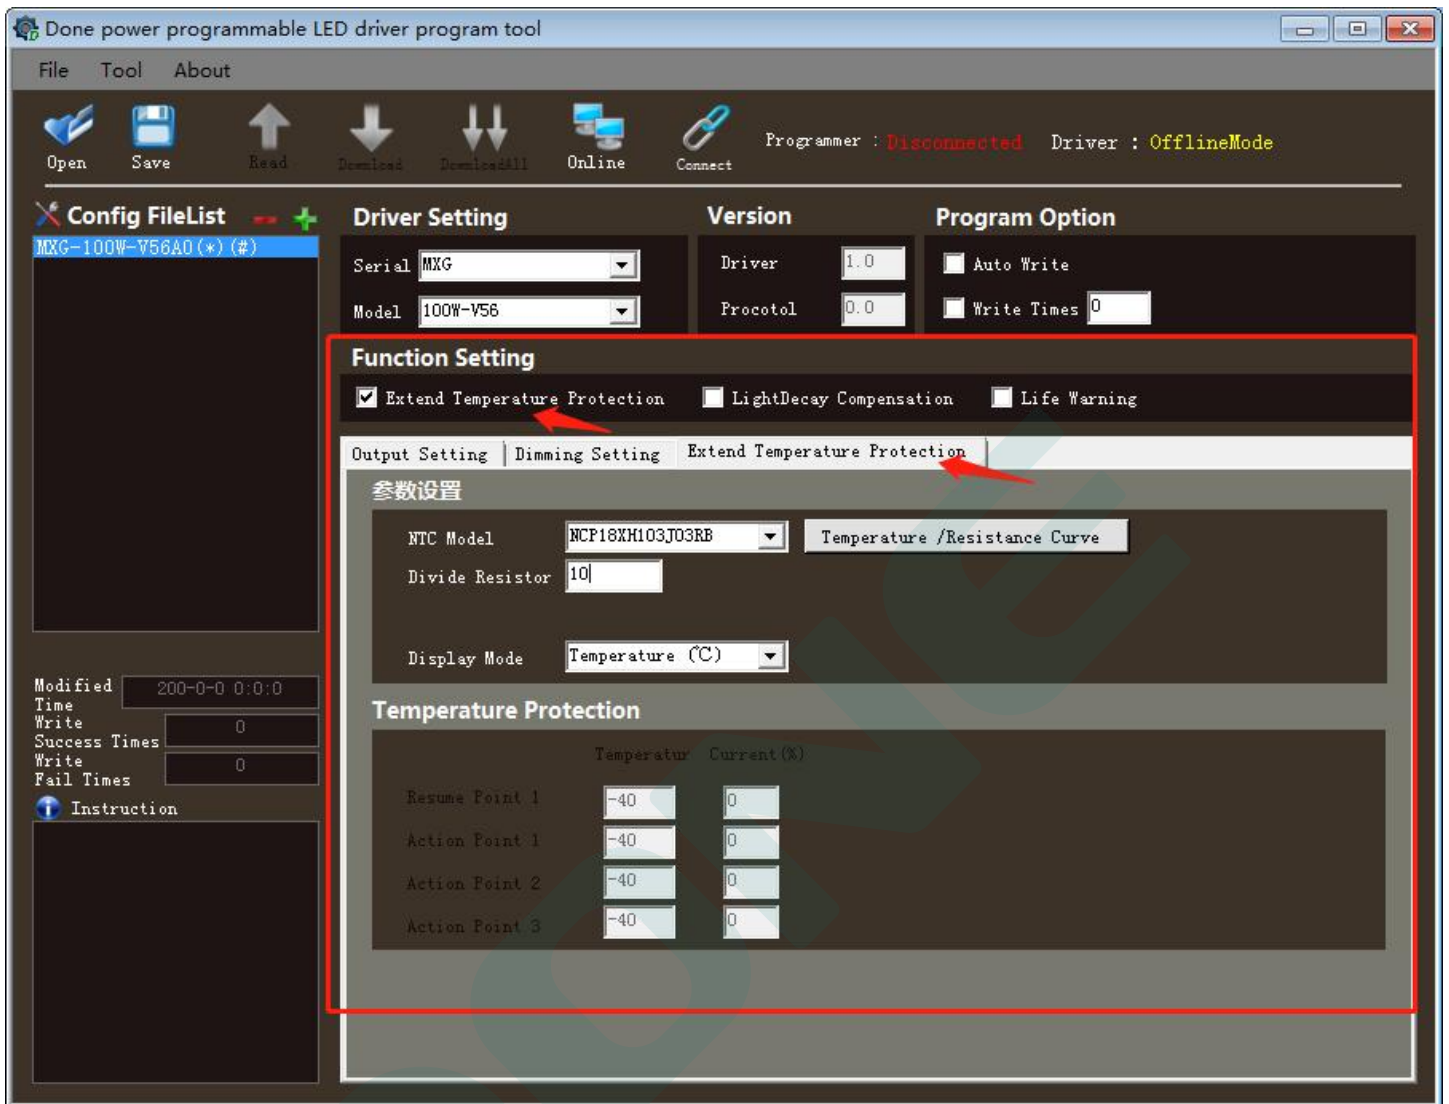 Done power programmable LED driver program tool
File Tool About
Open Save Read Download DownloadAll Online Connect Programmer : Disconnected Driver : OfflineMode
Config FileList
MXG-100W-V56A0(*)(#)
Driver Setting Version Program Option
Serial MXG Driver 1.0 Auto Write
Model 100W-V56 Procotol 0.0 Write Times 0
Function Setting
Extend Temperature Protection LightDecay Compensation Life Warning
Output Setting Dimming Setting Extend Temperature Protection
参数设置
NTC Model NCP18XH103J03RB Temperature /Resistance Curve
Divide Resistor 10
Display Mode Temperature (℃)
Modified
Time 200-0-0 0:0:0
Write
Success Times 0
Write
Fail Times 0
Instruction
Temperature Protection
Temperatur Current(%)
Resume Point 1 -40 0
Action Point 1 -40 0
Action Point 2 -40 0
Action Point 3 -40 0
DONE